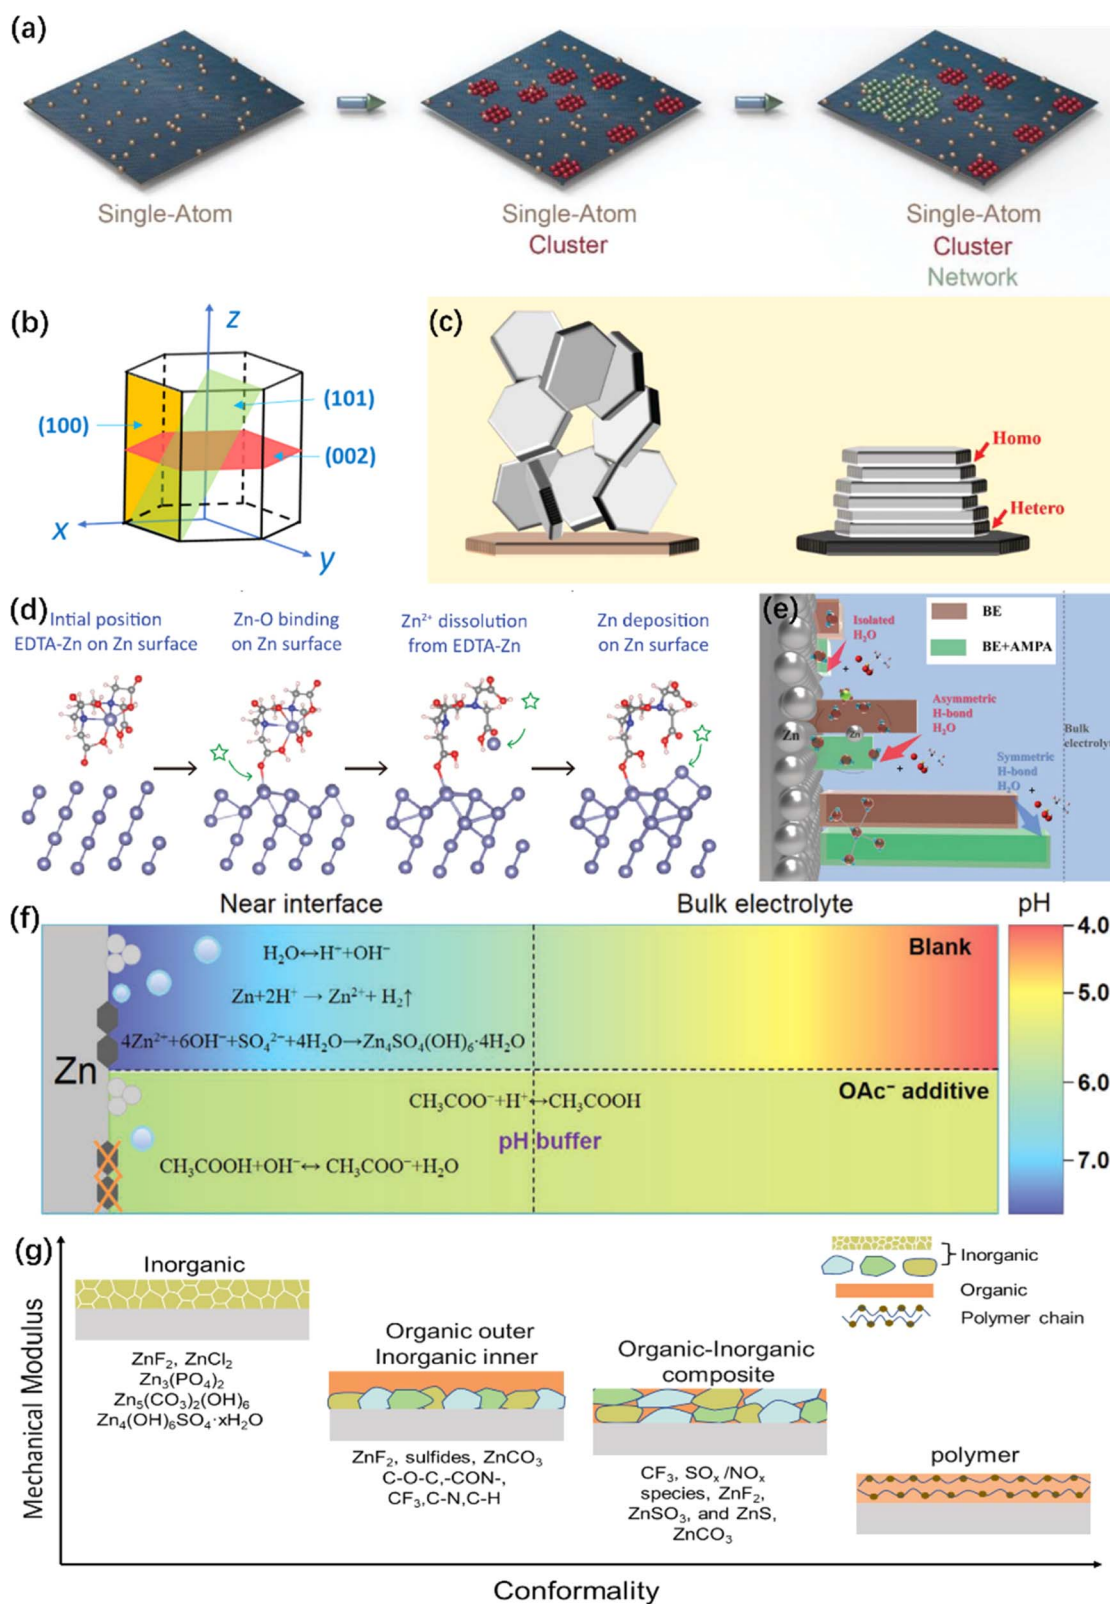 (a)
Single-Atom
Single-Atom
Cluster
Single-Atom
Cluster
Network
(b)
z
(100)
(101)
(002)
x
y
(c)
Homo
Hetero
(d)
Intial position
EDTA-Zn on Zn surface
Zn-O binding
on Zn surface
Zn²⁺ dissolution
from EDTA-Zn
Zn deposition
on Zn surface
(e)
Isolated
H₂O
BE
BE+AMPA
+
Asymmetric
H-bond
H₂O
Zn
Zn
+
Symmetric
H-bond
H₂O
+
Bulk
electrolyt
(f)
Near interface
Bulk electrolyte
pH
Blank
H₂O↔H⁺+OH⁻
Zn+2H⁺ → Zn²⁺+ H₂↑
4Zn²⁺+6OH⁻+SO₄²⁻+4H₂O→Zn₄SO₄(OH)₆·4H₂O
Zn
OAc⁻ additive
CH₃COO⁻+H⁺↔CH₃COOH
pH buffer
CH₃COOH+OH⁻↔ CH₃COO⁻+H₂O
4.0
5.0
6.0
7.0
(g)
Mechanical Modulus
Inorganic
ZnF₂, ZnCl₂
Zn₃(PO₄)₂
Zn₅(CO₃)₂(OH)₆
Zn₄(OH)₆SO₄·xH₂O
Organic outer
Inorganic inner
ZnF₂, sulfides, ZnCO₃
C-O-C,-CON-,
CF₃,C-N,C-H
Organic-Inorganic
composite
CF₃, SOₓ /NOₓ
species, ZnF₂,
ZnSO₃, and ZnS,
ZnCO₃
polymer
Inorganic
Organic
Polymer chain
Conformality